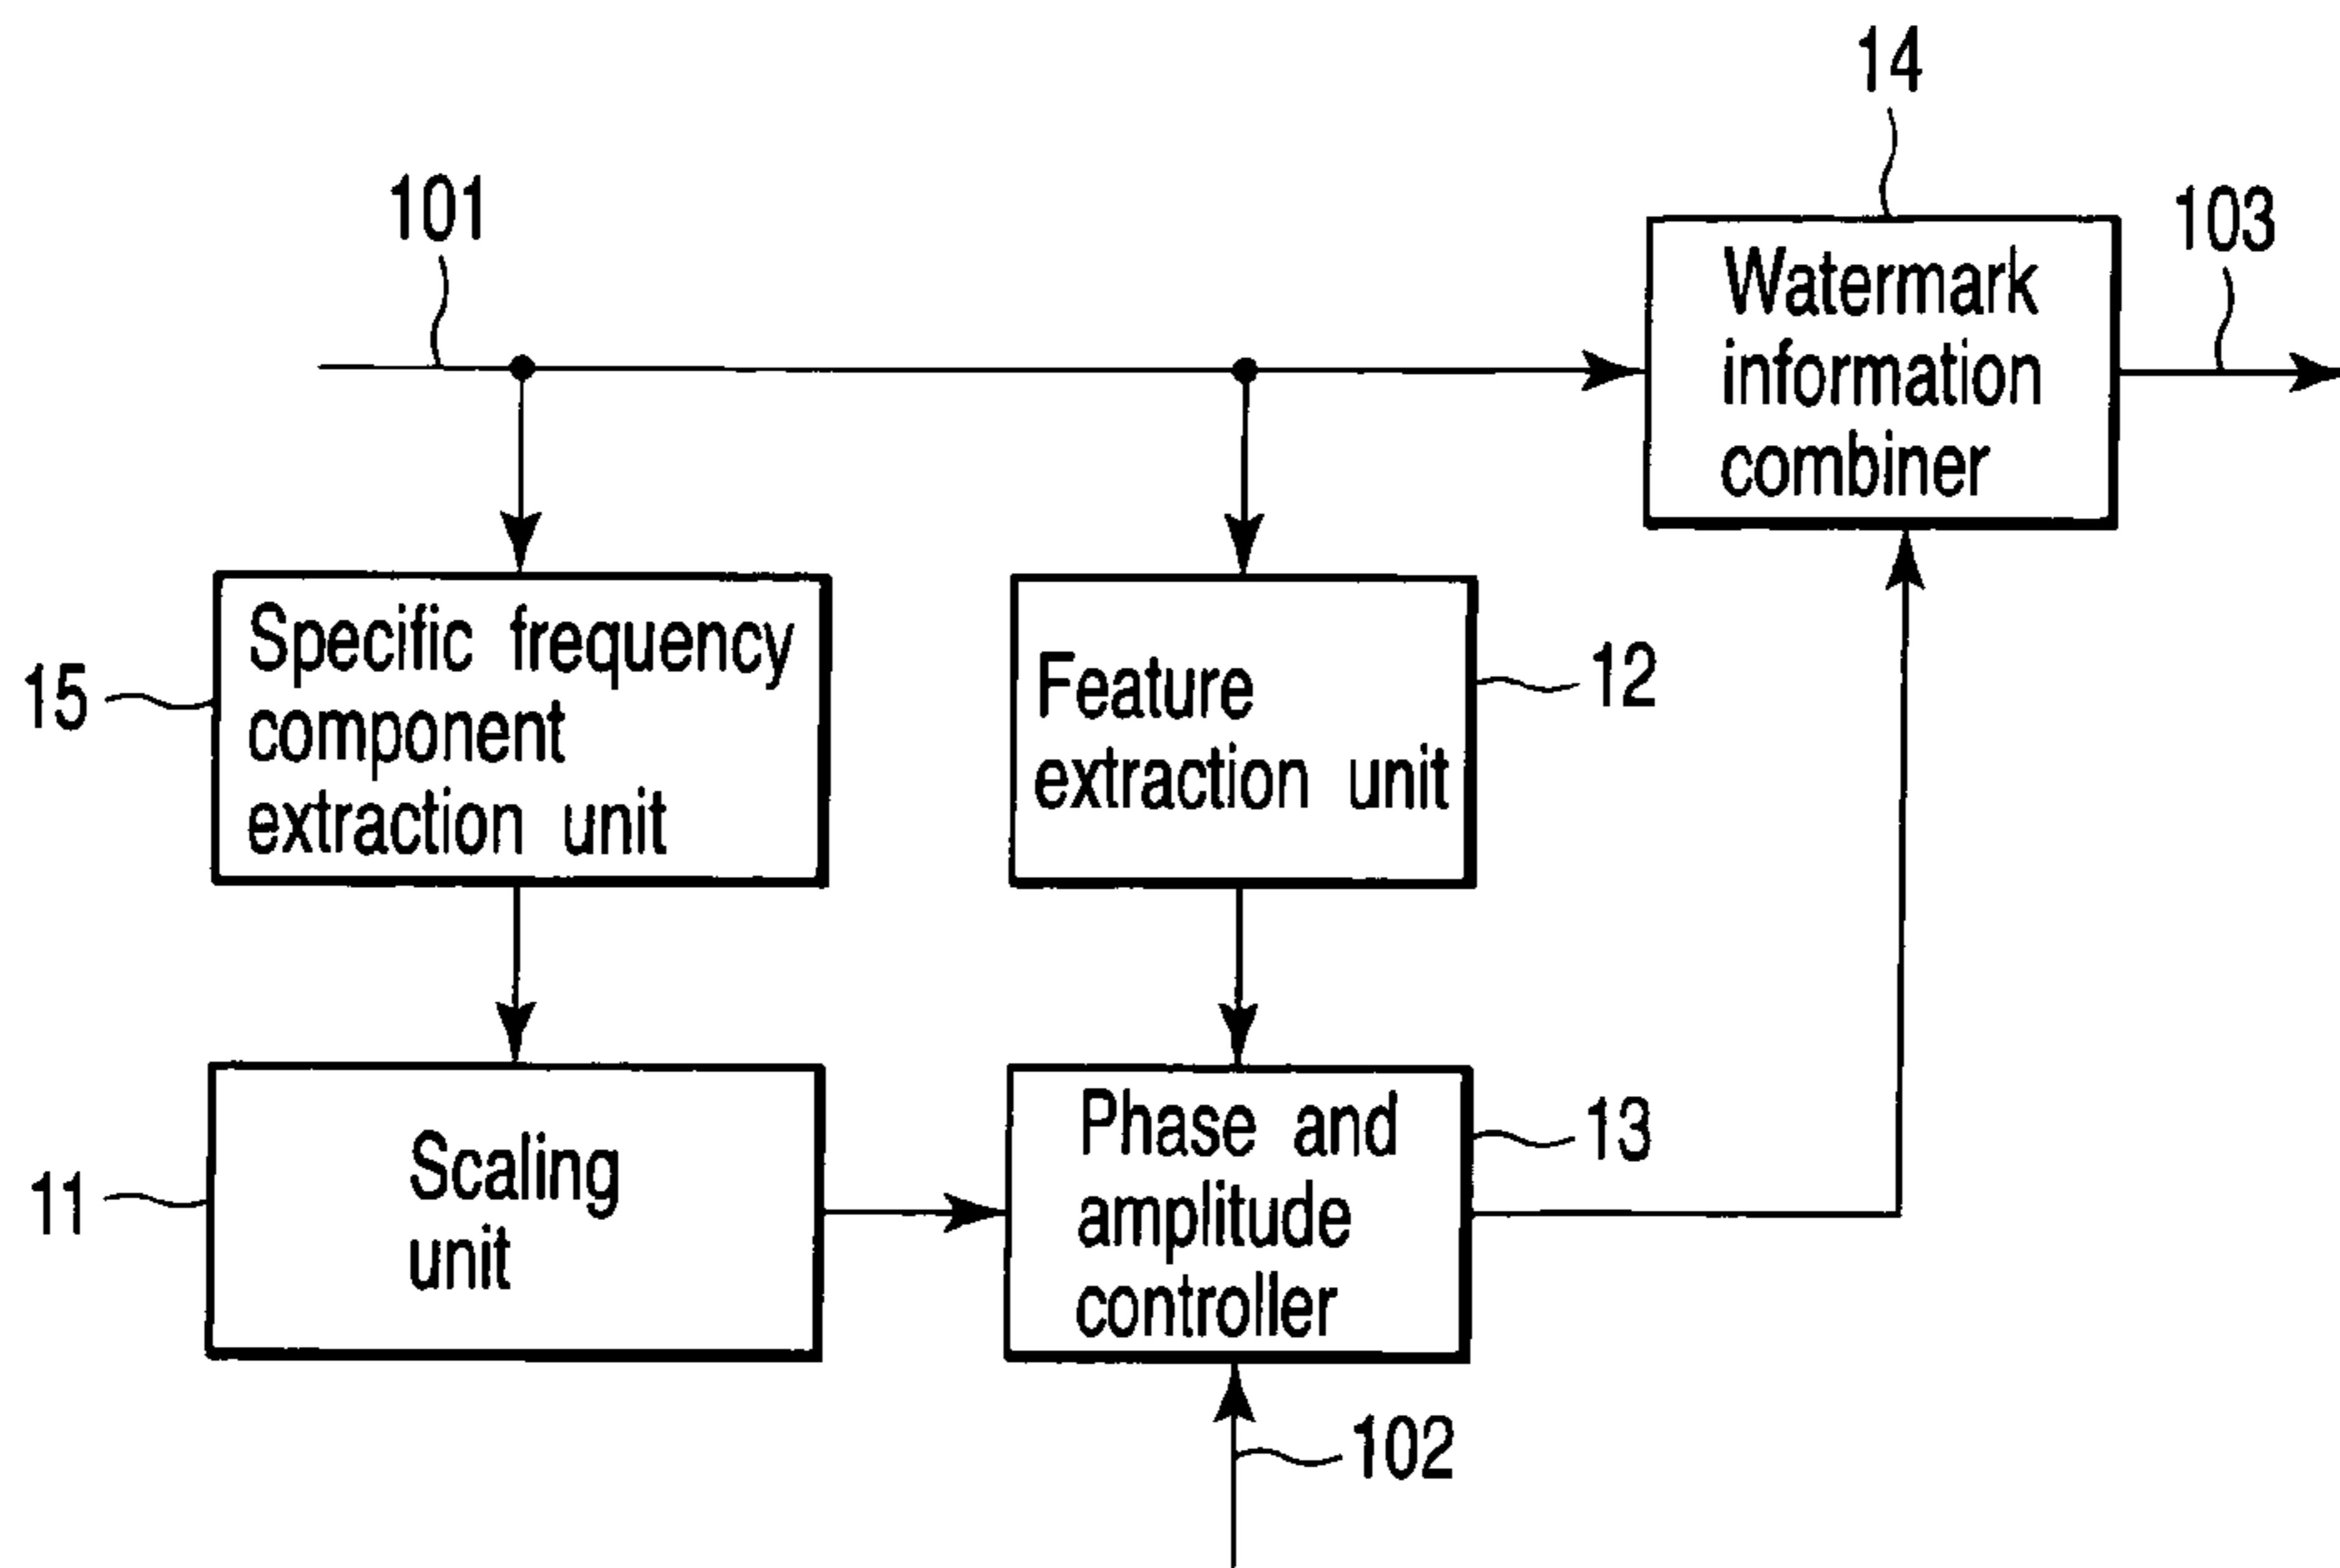 14
101
103
Watermark
information
combiner
15
Specific frequency
component
extraction unit
Feature
extraction unit
12
11
Scaling
unit
Phase and
amplitude
controller
13
102